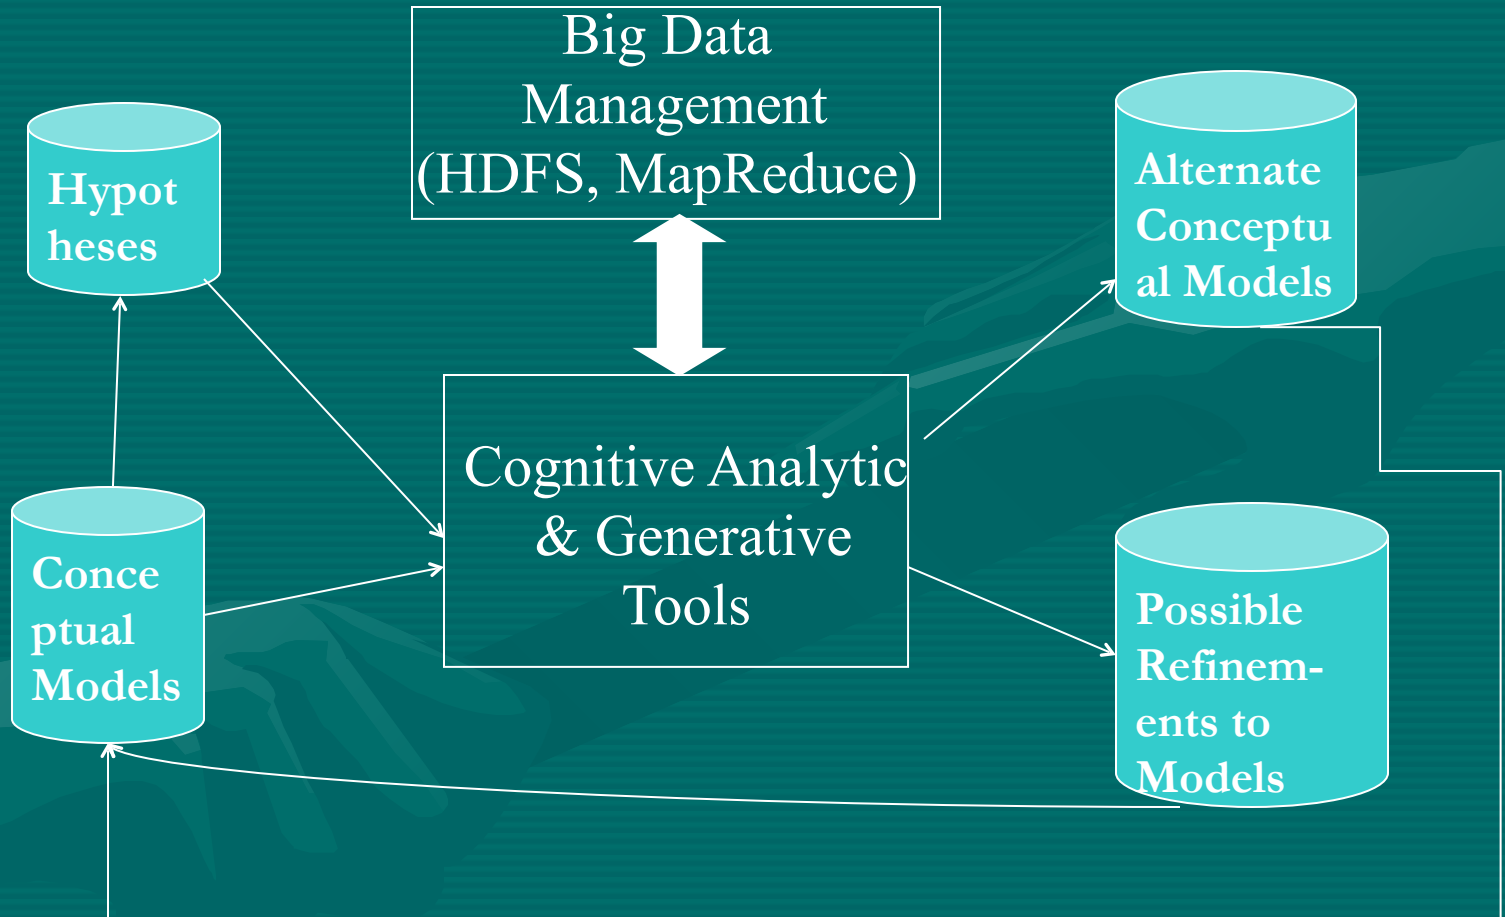 Big Data
Management
(HDFS, MapReduce)
Hypot
heses
Alternate
Conceptu
al Models
Cognitive Analytic
& Generative
Tools
Conce
ptual
Models
Possible
Refinem-
ents to
Models